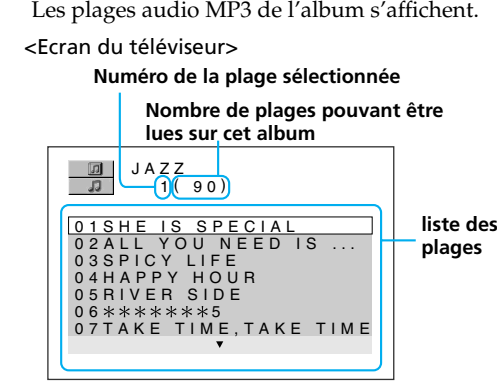 Les plages audio MP3 de l’album s’affichent.
<Ecran du téléviseur>
Numéro de la plage sélectionnée
Nombre de plages pouvant être
lues sur cet album
JAZZ
1( 90)
01SHE IS SPECIAL
02ALL YOU NEED IS ...
03SPICY LIFE
04HAPPY HOUR
05RIVER SIDE
06*******5
07TAKE TIME,TAKE TIME
liste des
plages